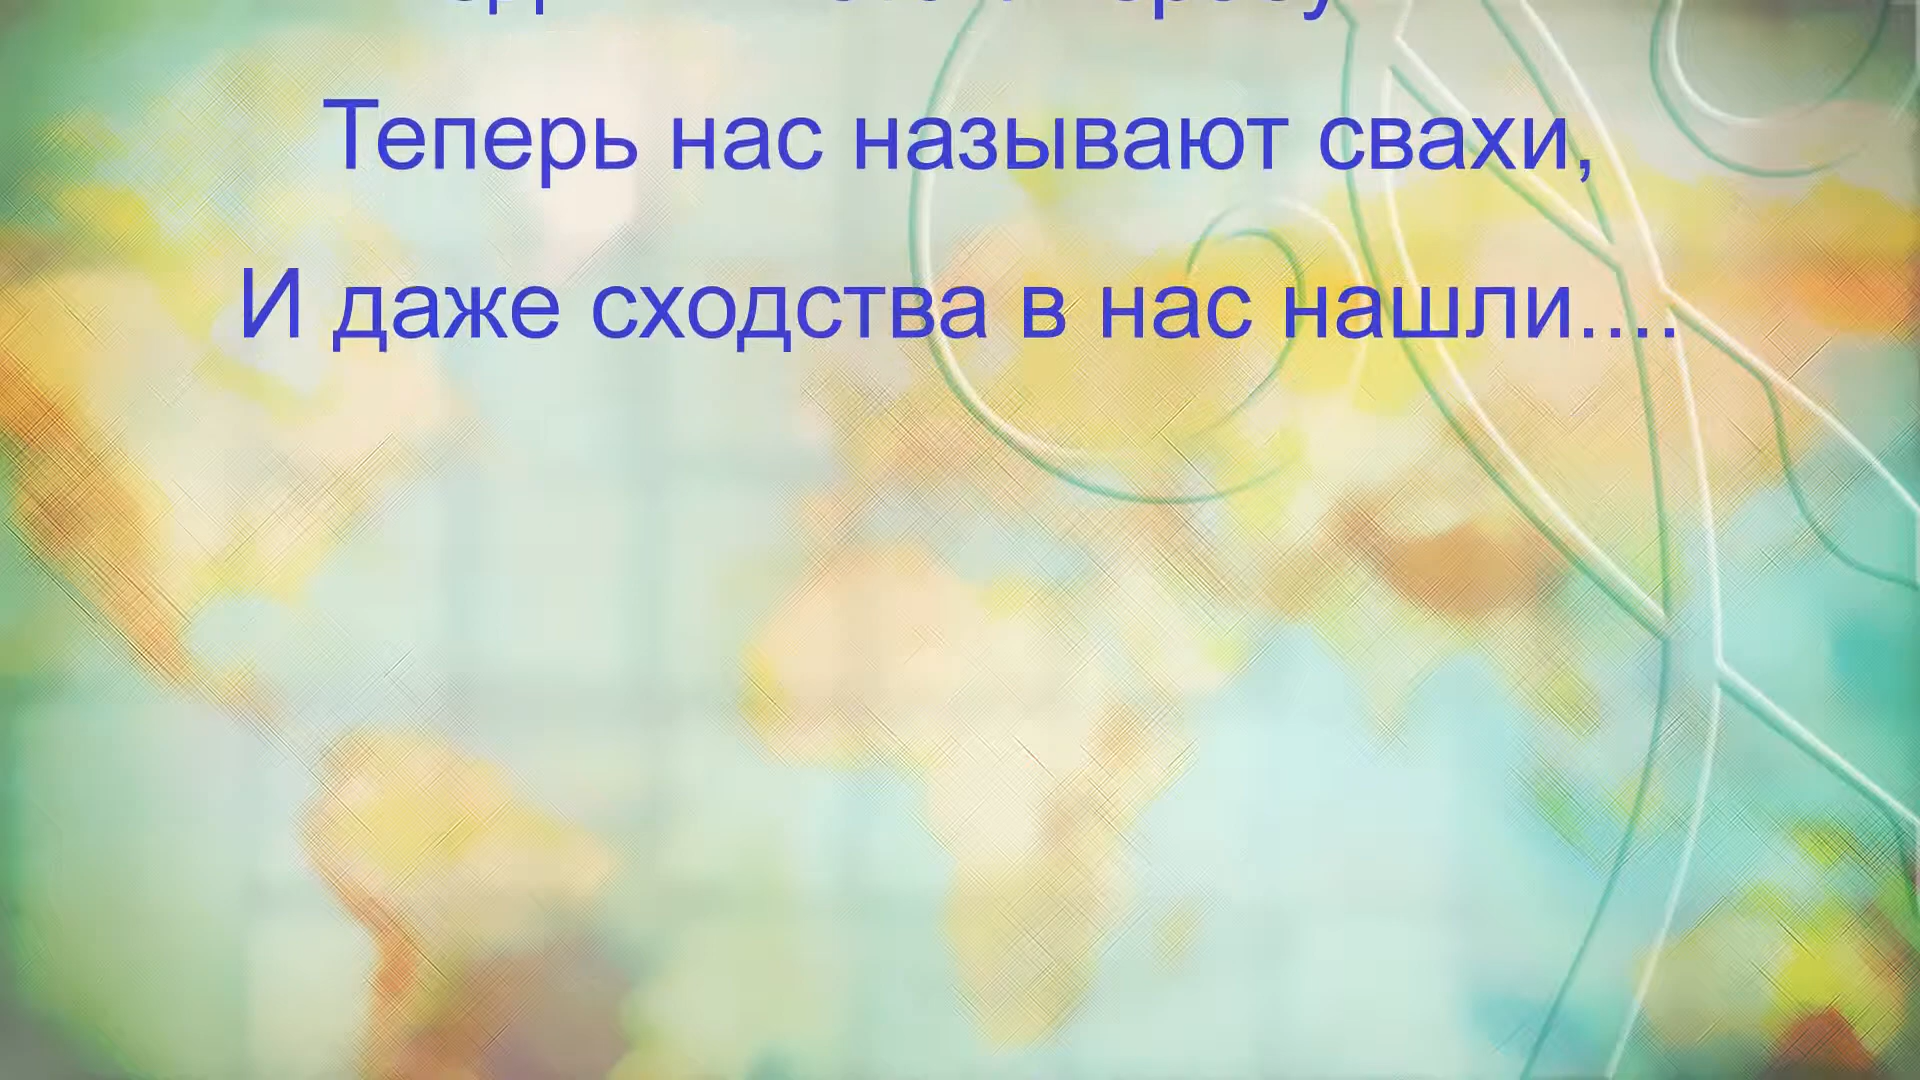 Теперь нас называют свахи,
И даже сходства в нас нашли....